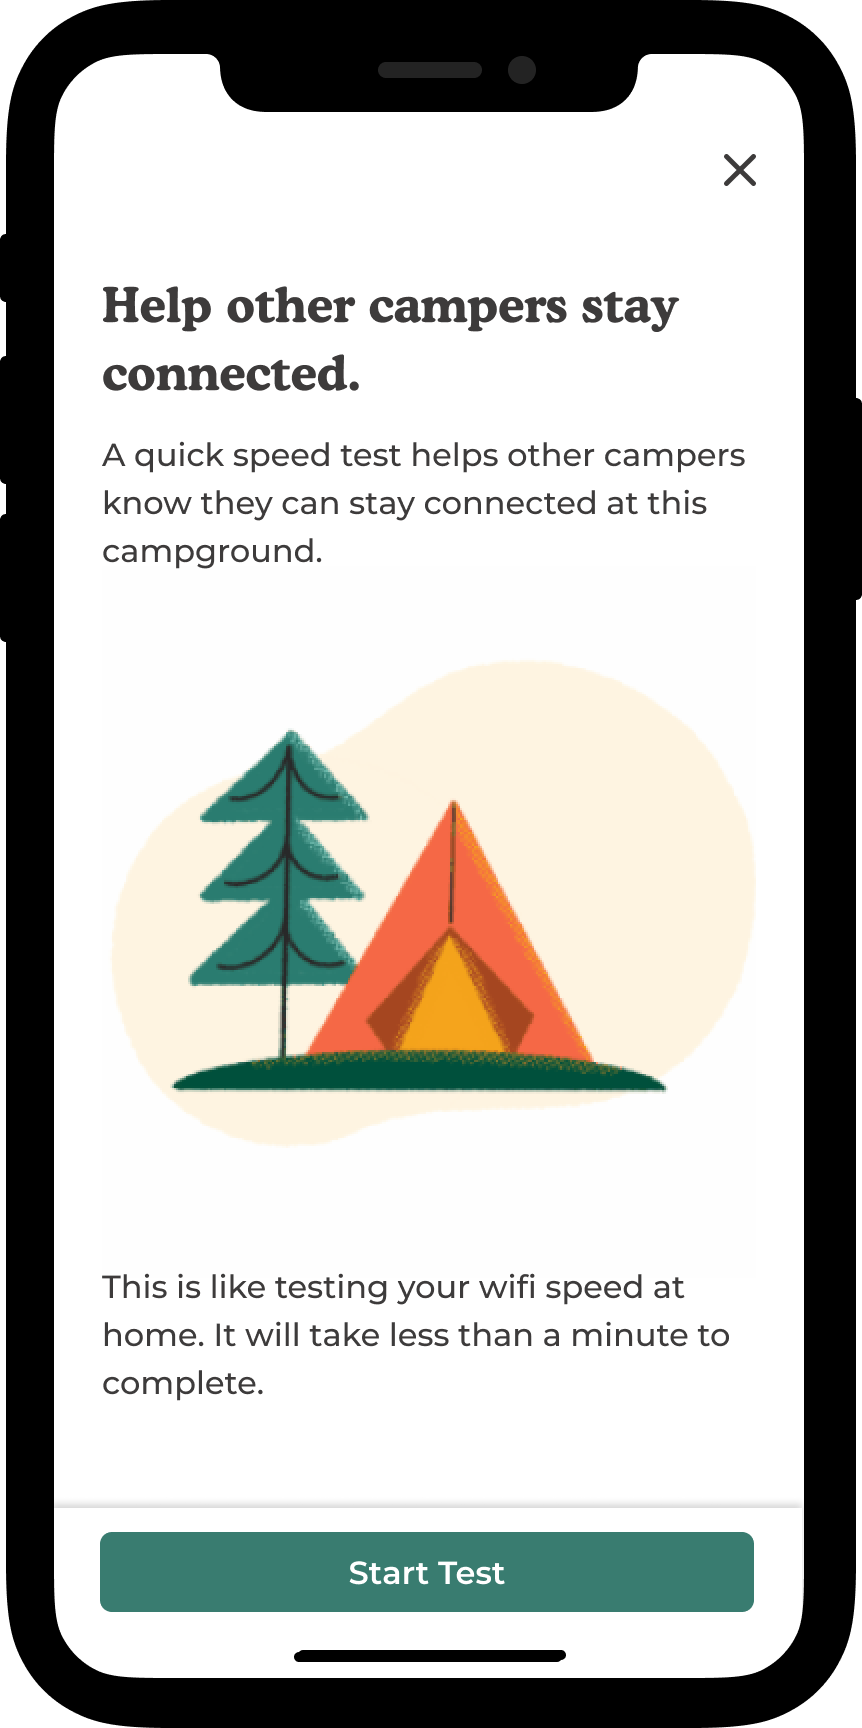 Help other campers stay
connected.
A quick speed test helps other campers
know they can stay connected at this
campground.
This is like testing your wifi speed at
home. It will take less than a minute to
complete.
Start Test